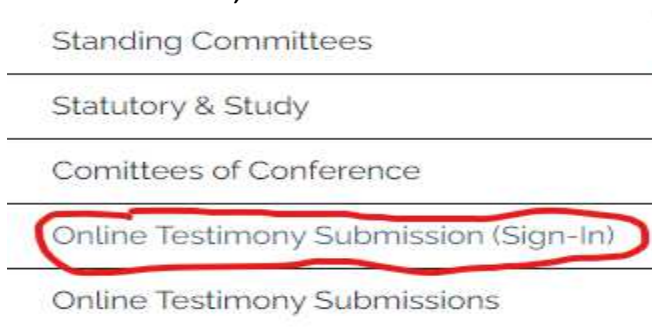 Standing Committees
Statutory & Study
Comittees of Conference
Online Testimony Submission (Sign-In)
Online Testimony Submissions